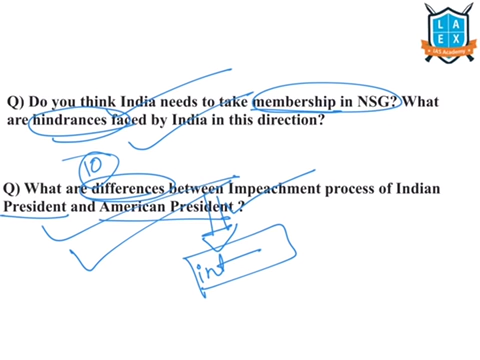 L A
E X
IAS Academy
Q) Do you think India needs to take membership in NSG? What
are hindrances faced by India in this direction?
10
Q) What are differences between Impeachment process of Indian
President and American President ?
int